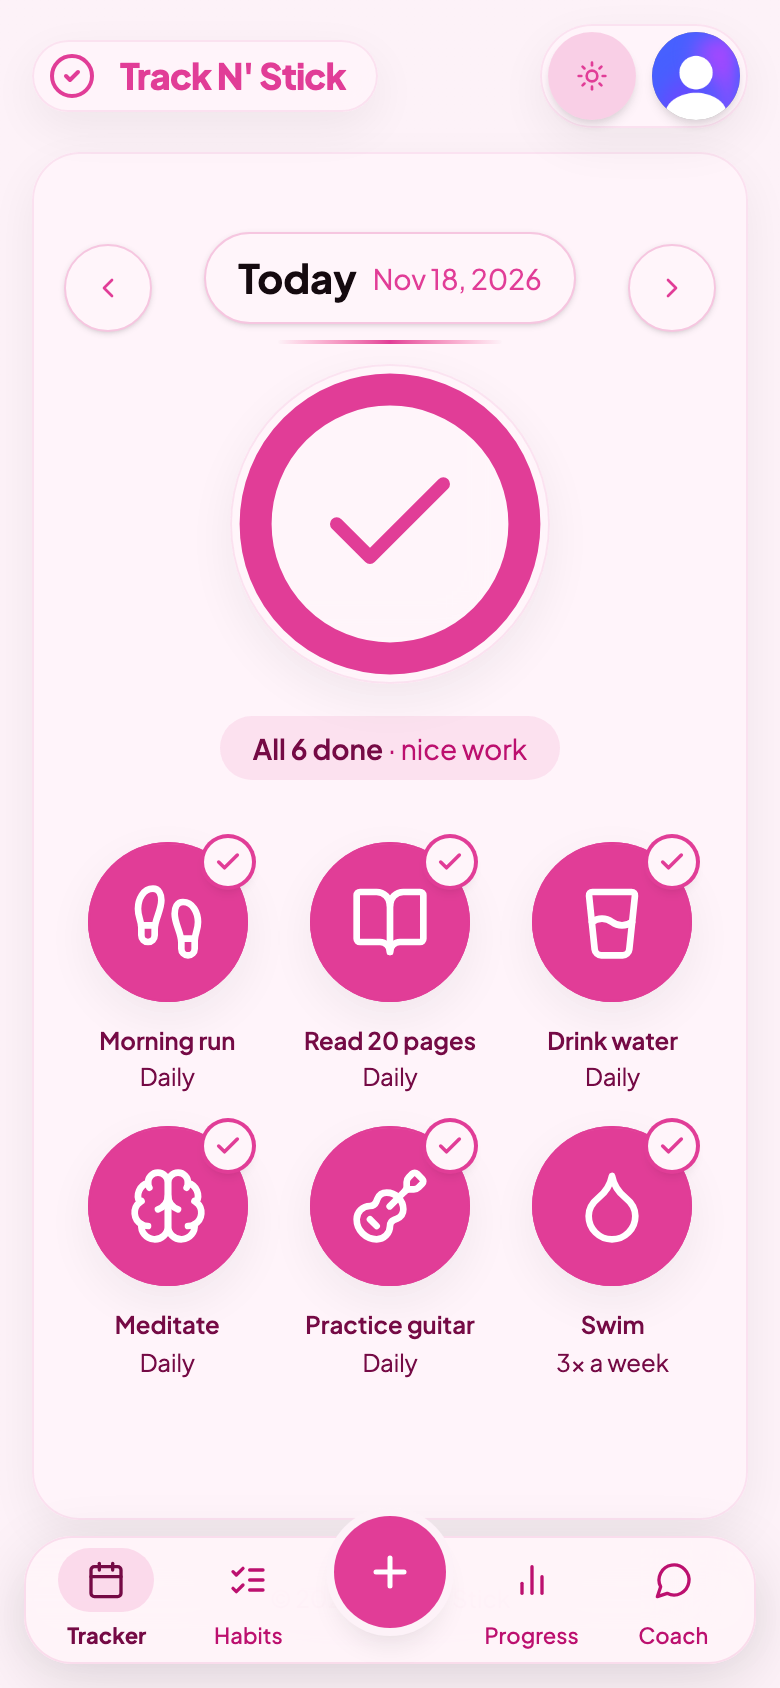 Track N' Stick
Today Nov 18, 2026
All 6 done · nice work
Morning run
Daily
Read 20 pages
Daily
Drink water
Daily
Meditate
Daily
Practice guitar
Daily
Swim
3× a week
Tracker
Habits
Progress
Coach